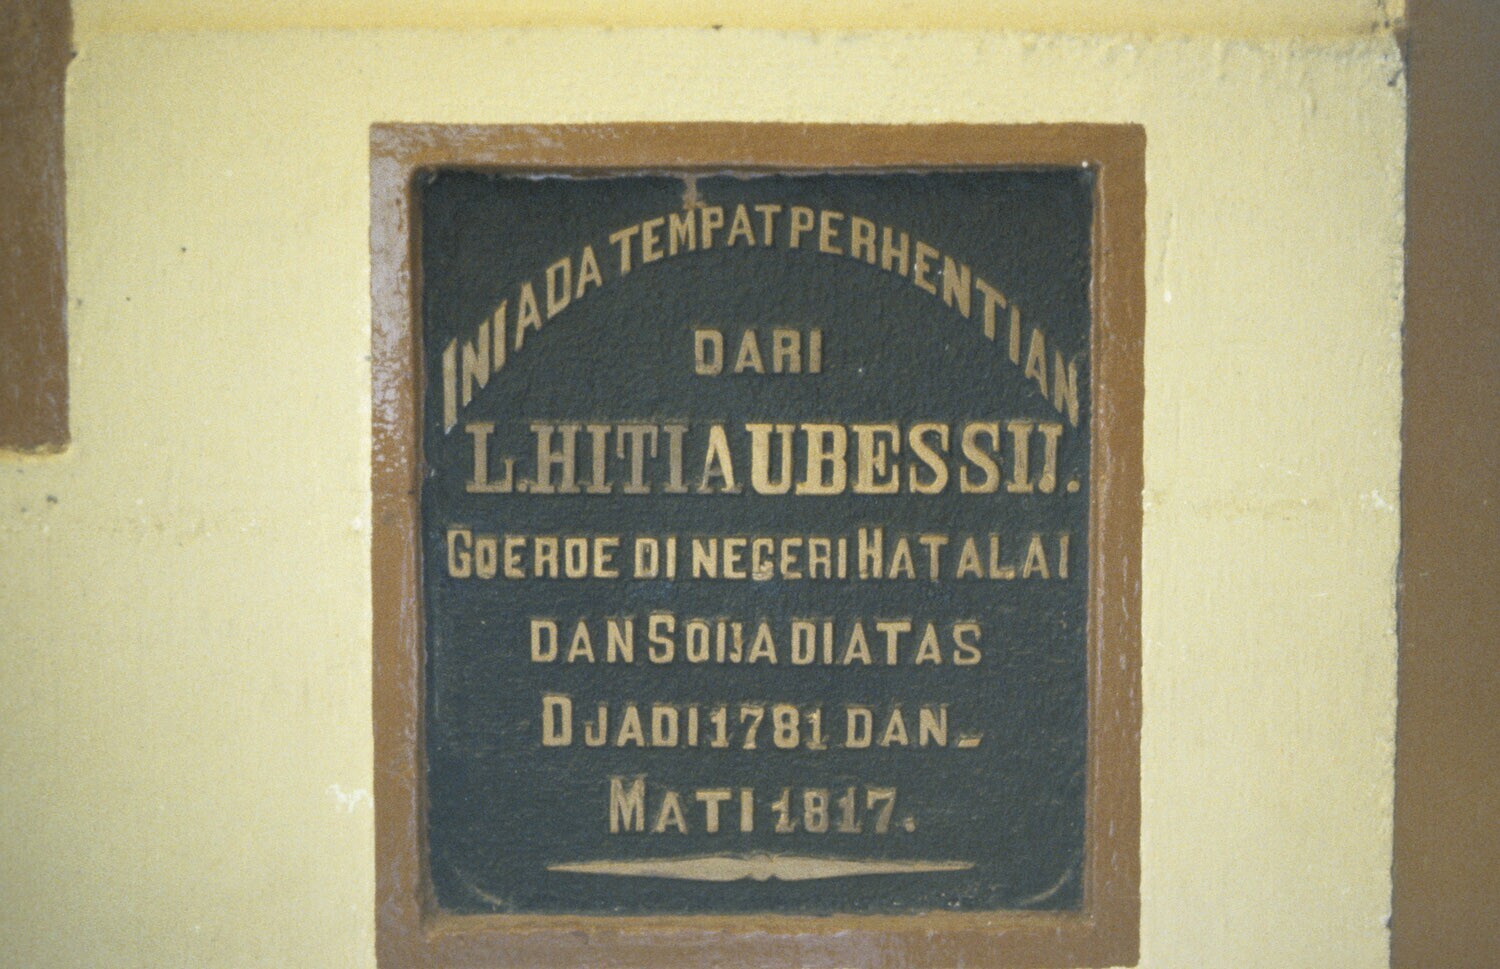 INI ADA TEMPAT PERHENTIAN
DARI
L.HITIAUBESSIJ.
GOEROE DI NEGERI HATALAI
DAN SOIJA DIATAS
DJADI 1781 DAN-
MATI 1817.